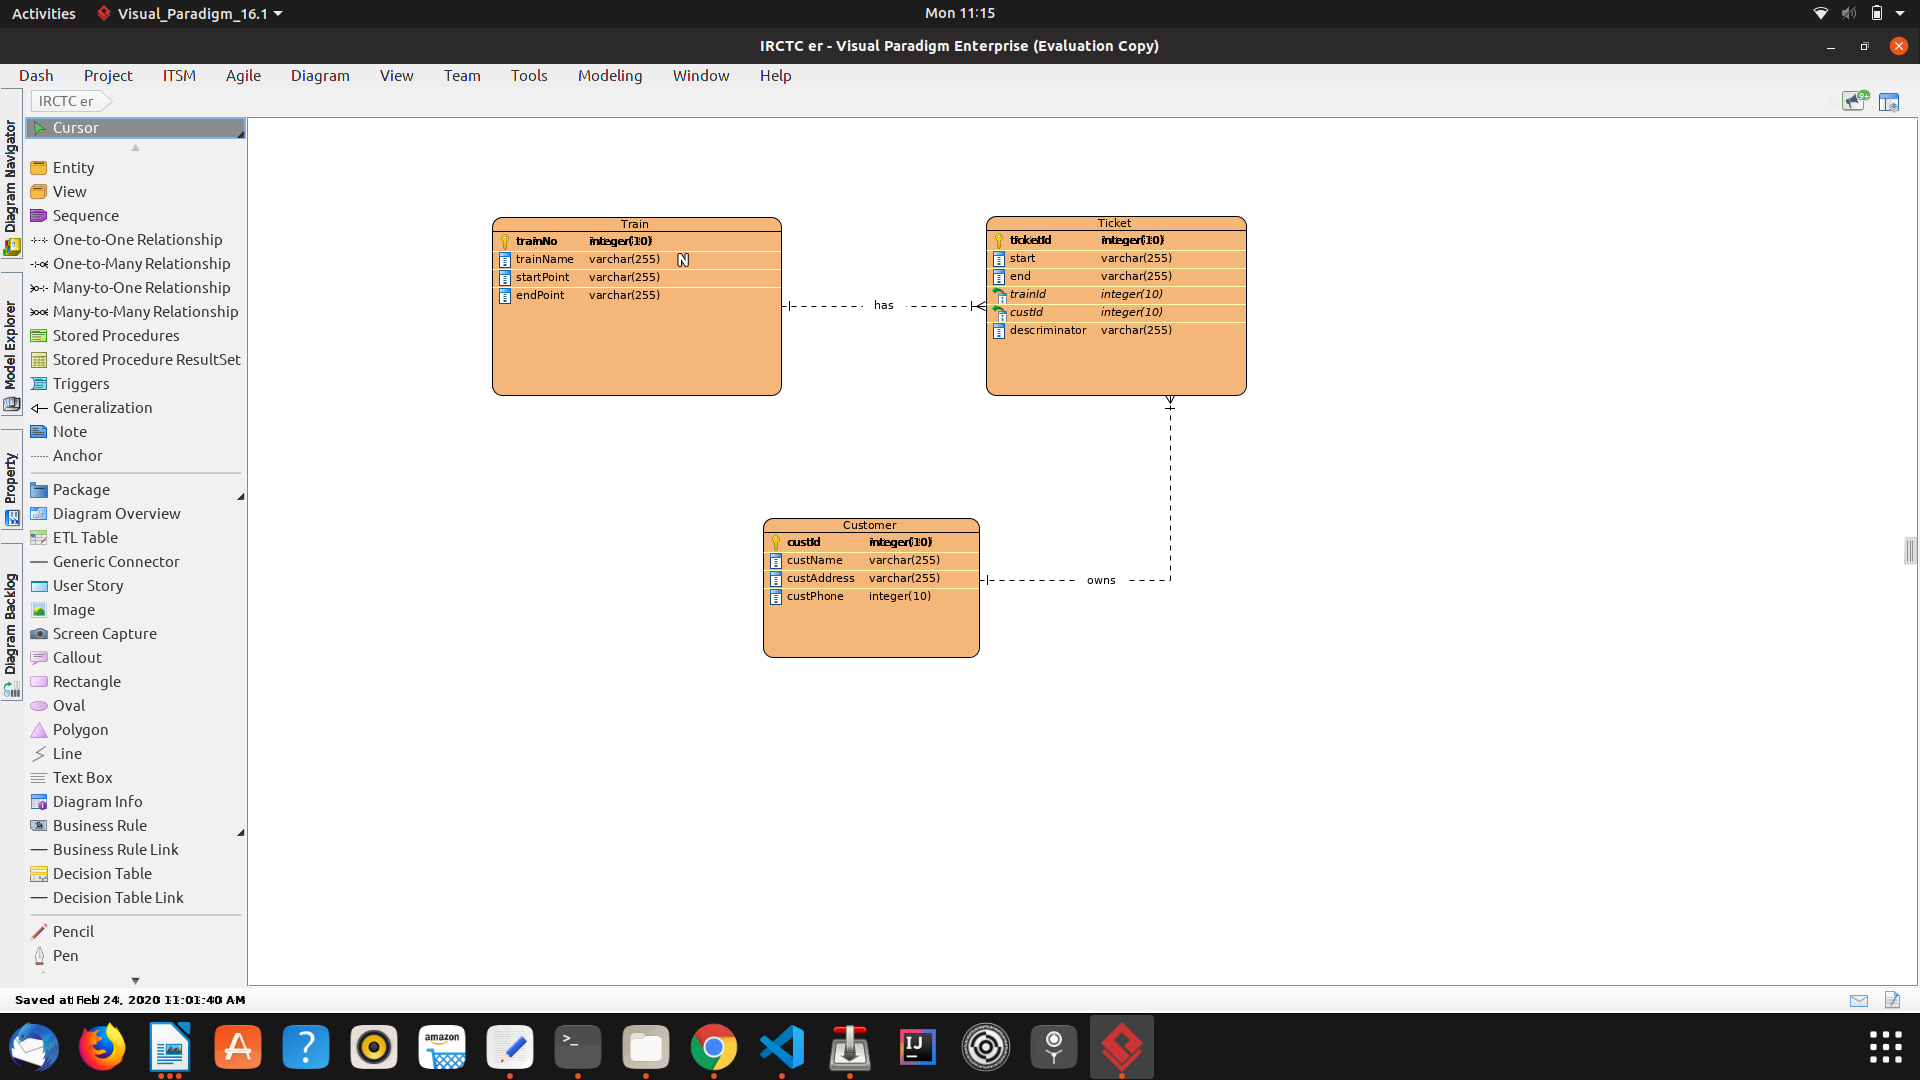 Activities
Visual_Paradigm_16.1
Mon 11:15
IRCTC er - Visual Paradigm Enterprise (Evaluation Copy)
Dash Project ITSM Agile Diagram View Team Tools Modeling Window Help
IRCTC er
9+
Diagram Navigator
Model Explorer
Property
Diagram Backlog
Cursor
Entity
View
Sequence
One-to-One Relationship
One-to-Many Relationship
Many-to-One Relationship
Many-to-Many Relationship
Stored Procedures
Stored Procedure ResultSet
Triggers
Generalization
Note
Anchor
Package
Diagram Overview
ETL Table
Generic Connector
User Story
Image
Screen Capture
Callout
Rectangle
Oval
Polygon
Line
Text Box
Diagram Info
Business Rule
Business Rule Link
Decision Table
Decision Table Link
Pencil
Pen
Train
trainNo integer(10)
trainName varchar(255) N
startPoint varchar(255)
endPoint varchar(255)
has
Ticket
ticketId integer(10)
start varchar(255)
end varchar(255)
trainId integer(10)
custId integer(10)
descriminator varchar(255)
Customer
custId integer(10)
custName varchar(255)
custAddress varchar(255)
custPhone integer(10)
owns
Saved at Feb 24, 2020 11:01:40 AM
amazon
IJ